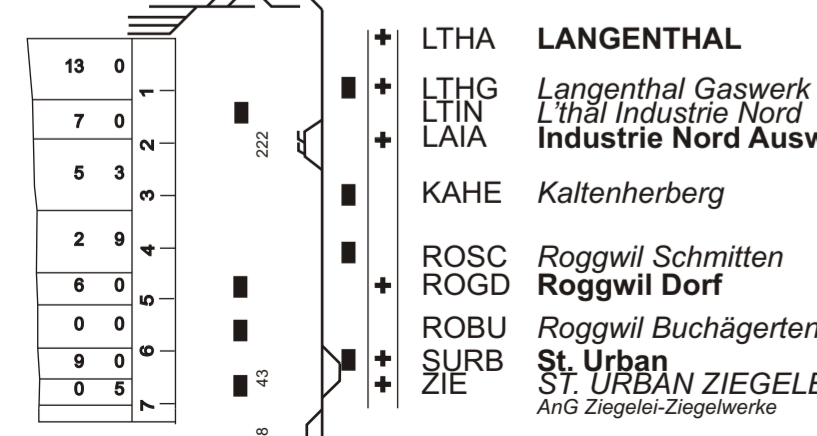 LTHA LANGENTHAL
13 0
LTHG Langenthal Gaswerk
1
LTIN L'thal Industrie Nord
7 0
LAIA Industrie Nord Ausw
2
222
5 3
KAHE Kaltenherberg
3
2 9
4
ROSC Roggwil Schmitten
6 0
ROGD Roggwil Dorf
5
0 0
ROBU Roggwil Buchägerten
9 0
6
SURB St. Urban
0 5
43
ZIE ST. URBAN ZIEGELE
7
AnG Ziegelei-Ziegelwerke
8